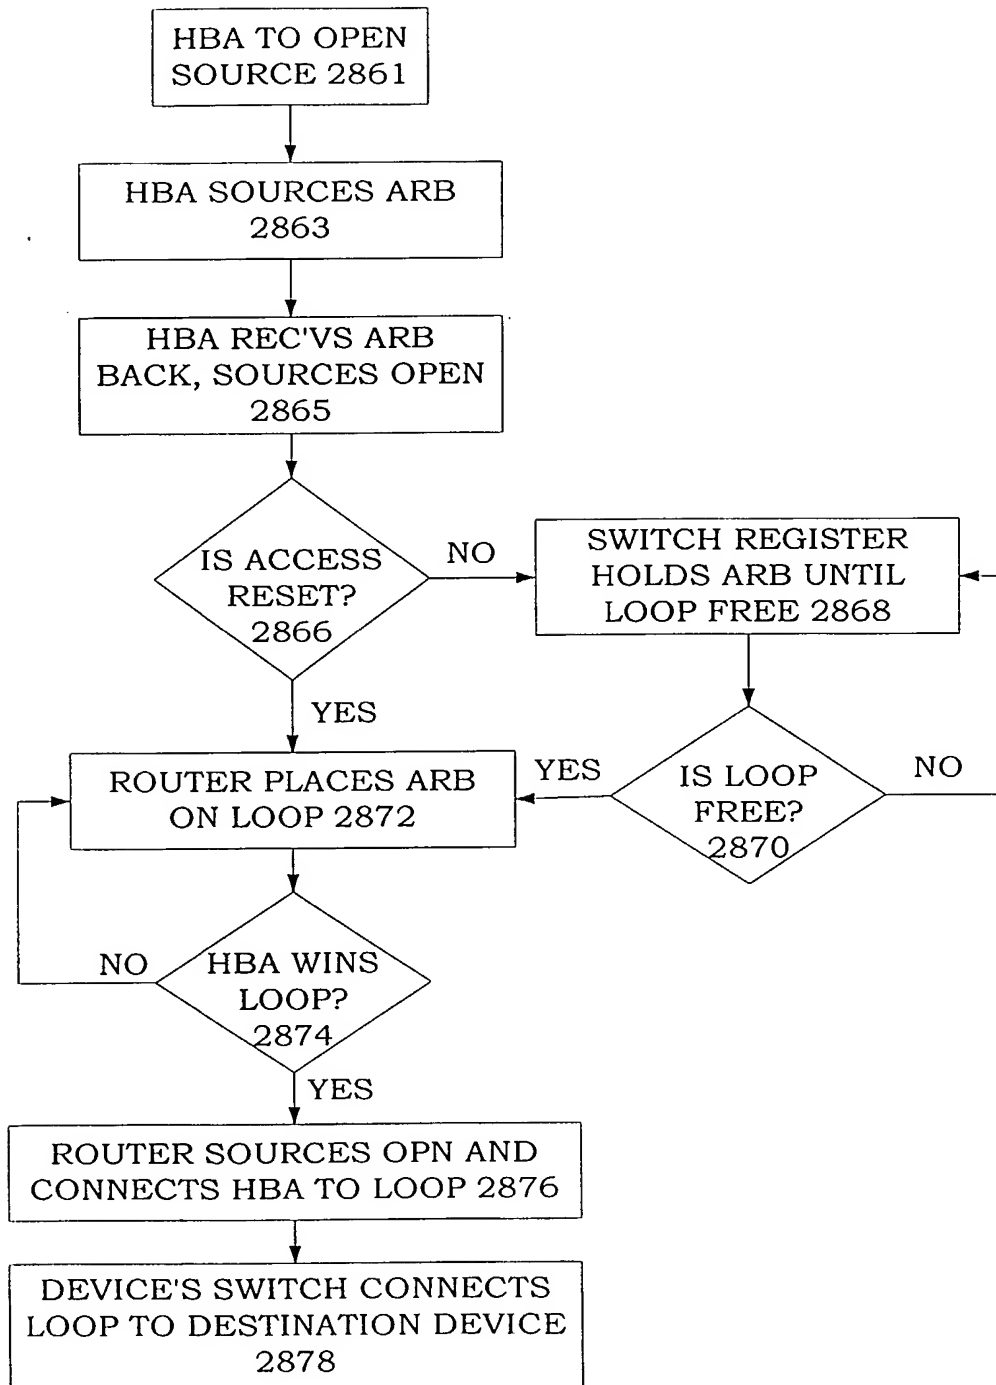 HBA TO OPEN
SOURCE 2861
HBA SOURCES ARB
2863
HBA REC'VS ARB
BACK, SOURCES OPEN
2865
IS ACCESS
RESET?
2866
NO
SWITCH REGISTER
HOLDS ARB UNTIL
LOOP FREE 2868
YES
ROUTER PLACES ARB
ON LOOP 2872
YES
IS LOOP
FREE?
2870
NO
NO
HBA WINS
LOOP?
2874
YES
ROUTER SOURCES OPN AND
CONNECTS HBA TO LOOP 2876
DEVICE'S SWITCH CONNECTS
LOOP TO DESTINATION DEVICE
2878